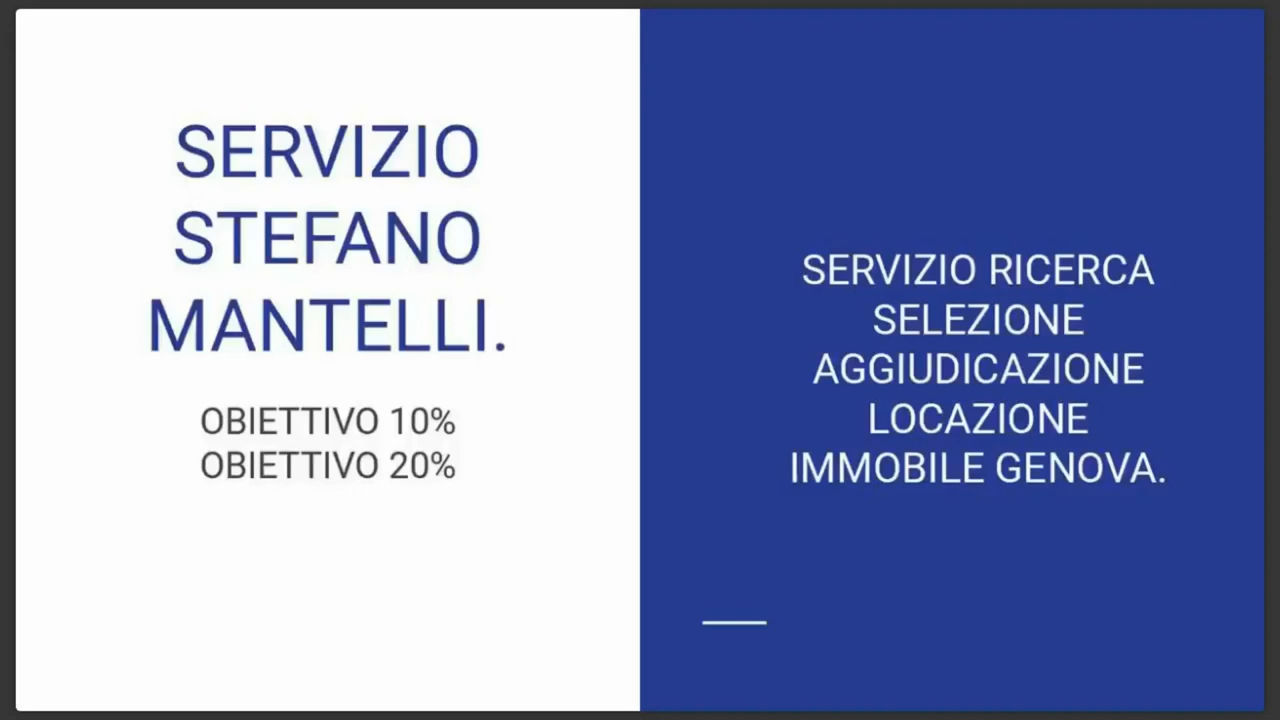 SERVIZIO
STEFANO
MANTELLI.
OBIETTIVO 10%
OBIETTIVO 20%
SERVIZIO RICERCA
SELEZIONE
AGGIUDICAZIONE
LOCAZIONE
IMMOBILE GENOVA.